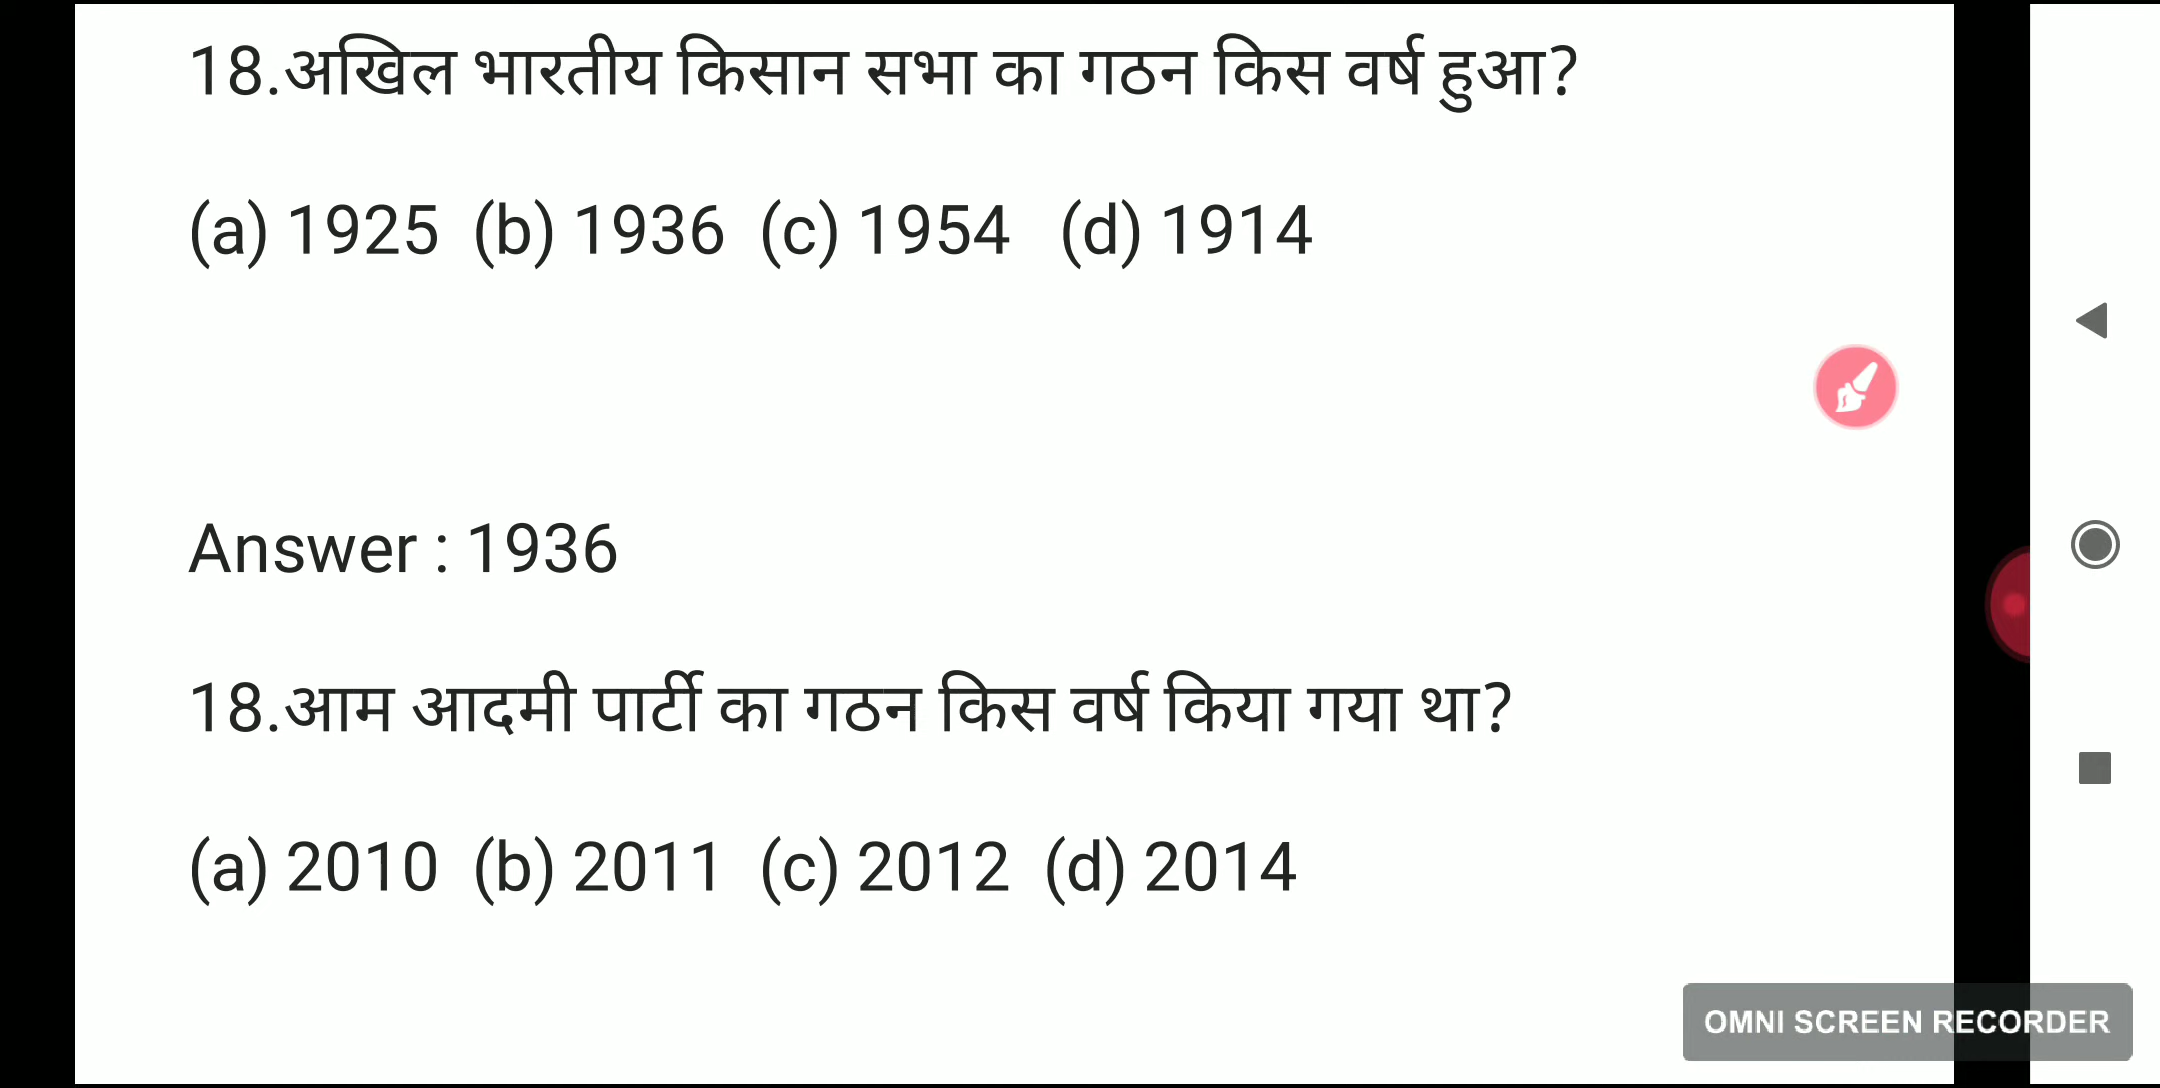 18.अखिल भारतीय किसान सभा का गठन किस वर्ष हुआ?
(a) 1925 (b) 1936 (c) 1954 (d) 1914
Answer : 1936
18.आम आदमी पार्टी का गठन किस वर्ष किया गया था?
(a) 2010 (b) 2011 (c) 2012 (d) 2014
OMNI SCREEN RECORDER